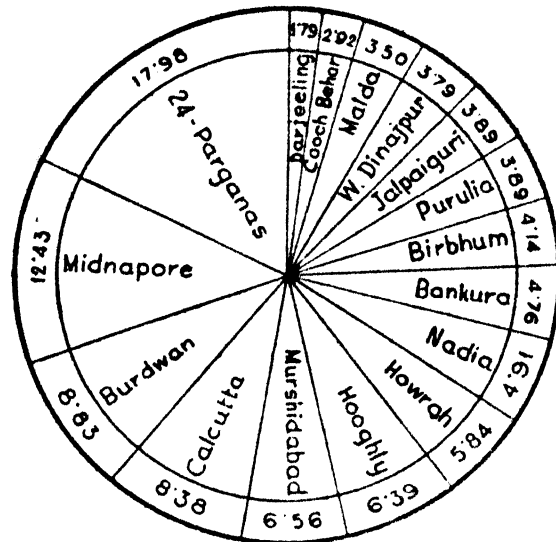 1·79
Darjeeling
2·92
Cooch Behar
3·50
Malda
3·79
W. Dinajpur
3·89
Jalpaiguri
3·89
Purulia
4·14
Birbhum
4·76
Bankura
4·91
Nadia
5·84
Howrah
6·39
Hooghly
6·56
Murshidabad
8·38
Calcutta
8·83
Burdwan
12·43
Midnapore
17·98
24-Parganas